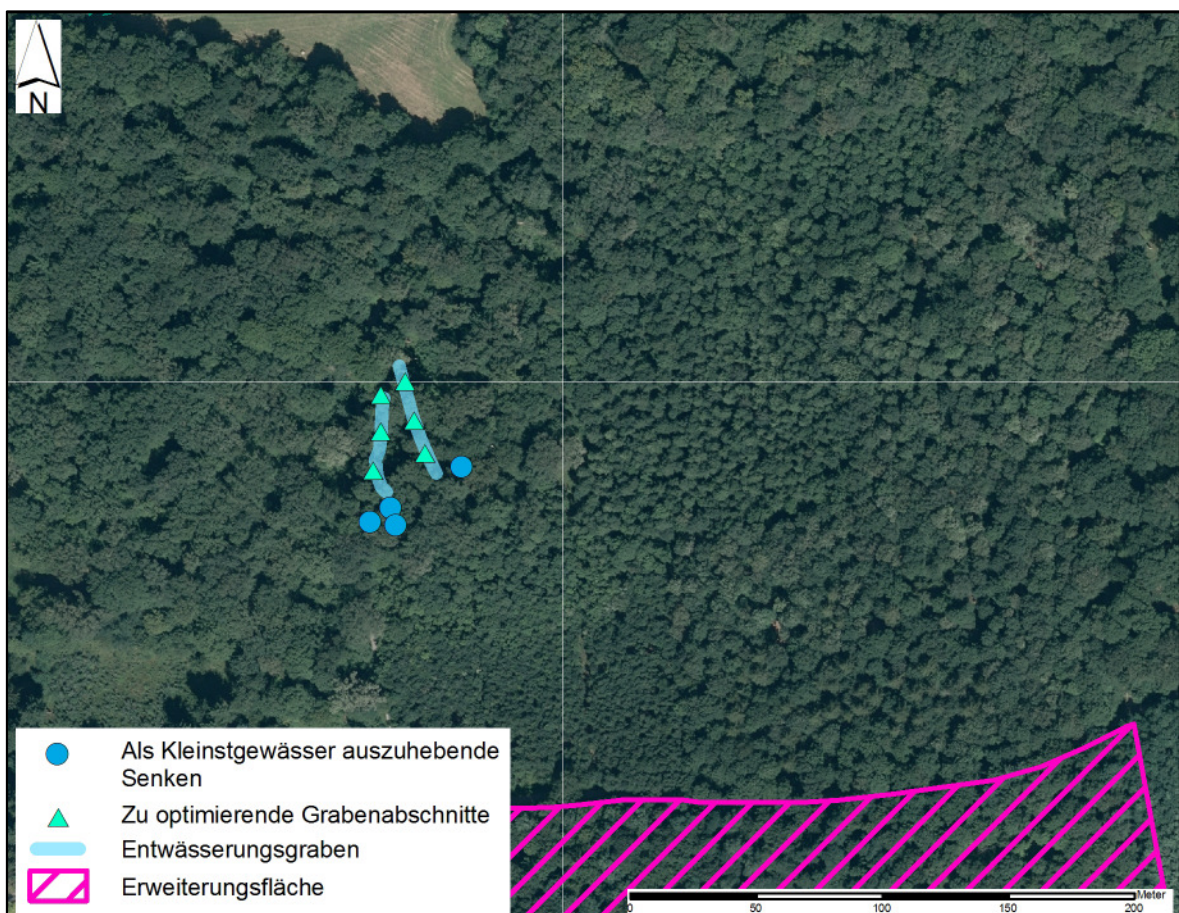 N
Als Kleinstgewässer auszuhebende
Senken
Zu optimierende Grabenabschnitte
Entwässerungsgraben
Erweiterungsfläche
Meter
0 50 100 150 200